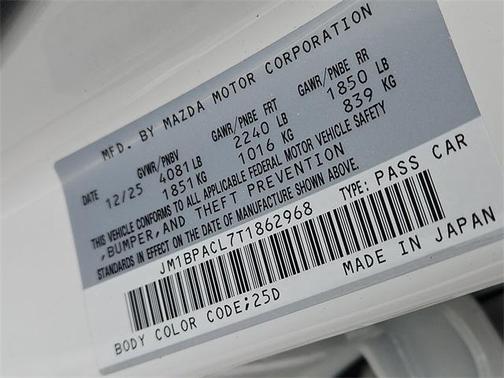 MFD. BY MAZDA MOTOR CORPORATION
DATE GVWR/PNBV GAWR/PNBE FRT GAWR/PNBE RR
12/25 4081 LB 2240 LB 1850 LB
1851 KG 1016 KG 839 KG
THIS VEHICLE CONFORMS TO ALL APPLICABLE FEDERAL MOTOR VEHICLE SAFETY
,BUMPER,AND THEFT PREVENTION
STANDARDS IN EFFECT ON THE DATE OF MANUFACTURE SHOWN ABOVE.
JM1BPACL7T1862968 TYPE: PASS CAR
BODY COLOR CODE;25D MADE IN JAPAN